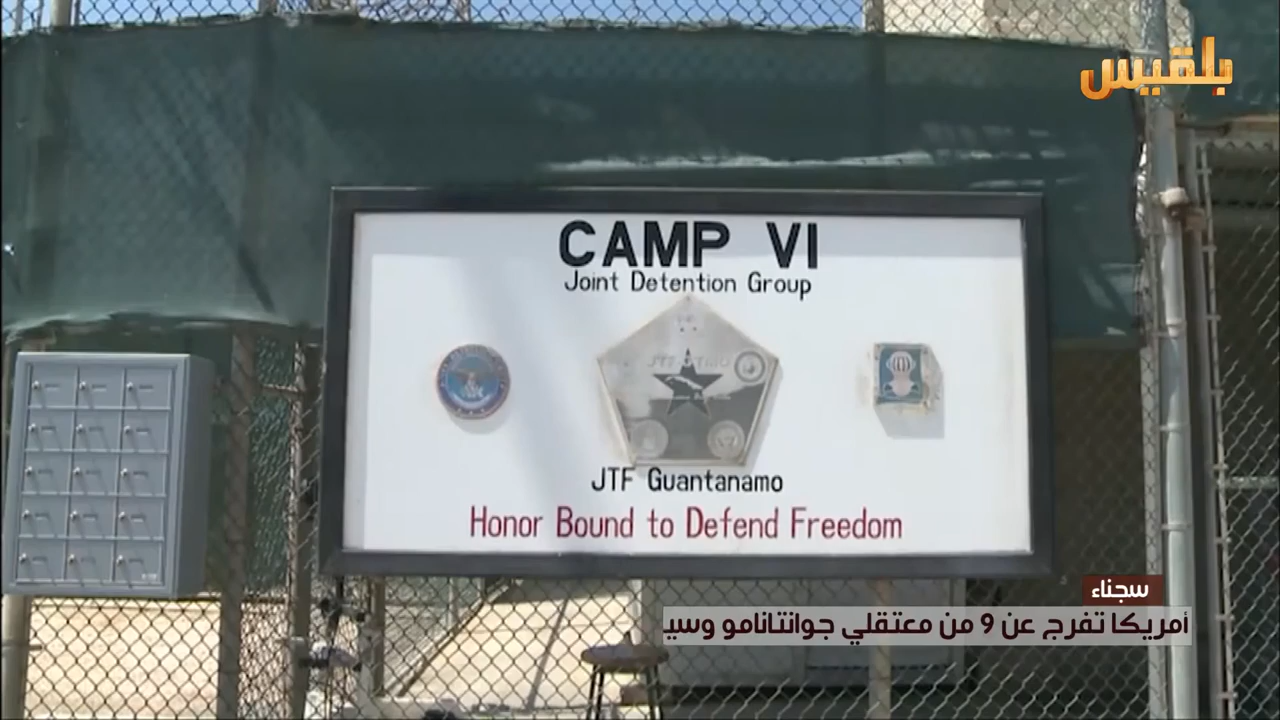 بلقيس
CAMP VI
Joint Detention Group
JTF Guantanamo
Honor Bound to Defend Freedom
سجناء
أمريكا تفرج عن 9 من معتقلي جوانتانامو وسيـ